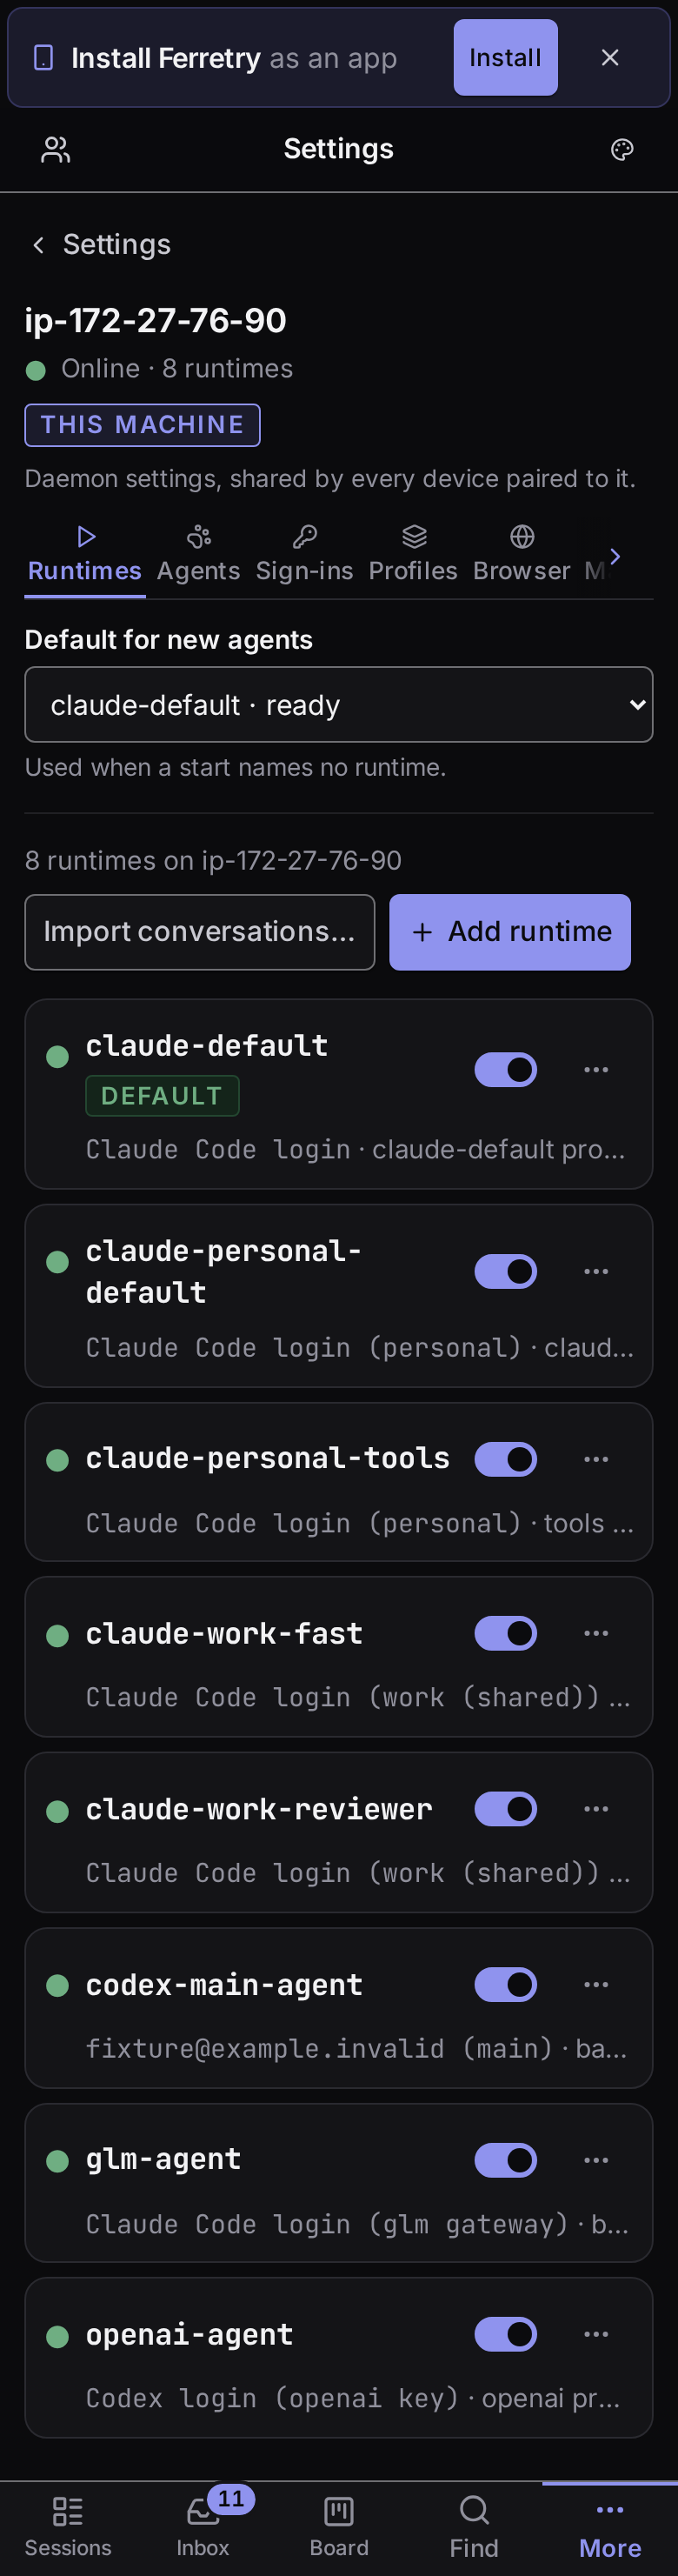 Install Ferretry as an app
Install
Settings
Settings
ip-172-27-76-90
Online · 8 runtimes
THIS MACHINE
Daemon settings, shared by every device paired to it.
Runtimes Agents Sign-ins Profiles Browser M
Default for new agents
claude-default · ready
Used when a start names no runtime.
8 runtimes on ip-172-27-76-90
Import conversations...
+ Add runtime
claude-default
DEFAULT
Claude Code login · claude-default pro...
claude-personal-
default
Claude Code login (personal) · claud...
claude-personal-tools
Claude Code login (personal) · tools ...
claude-work-fast
Claude Code login (work (shared)) ...
claude-work-reviewer
Claude Code login (work (shared)) ...
codex-main-agent
fixture@example.invalid (main) · ba...
glm-agent
Claude Code login (glm gateway) · b...
openai-agent
Codex login (openai key) · openai pr...
11
Sessions Inbox Board Find More